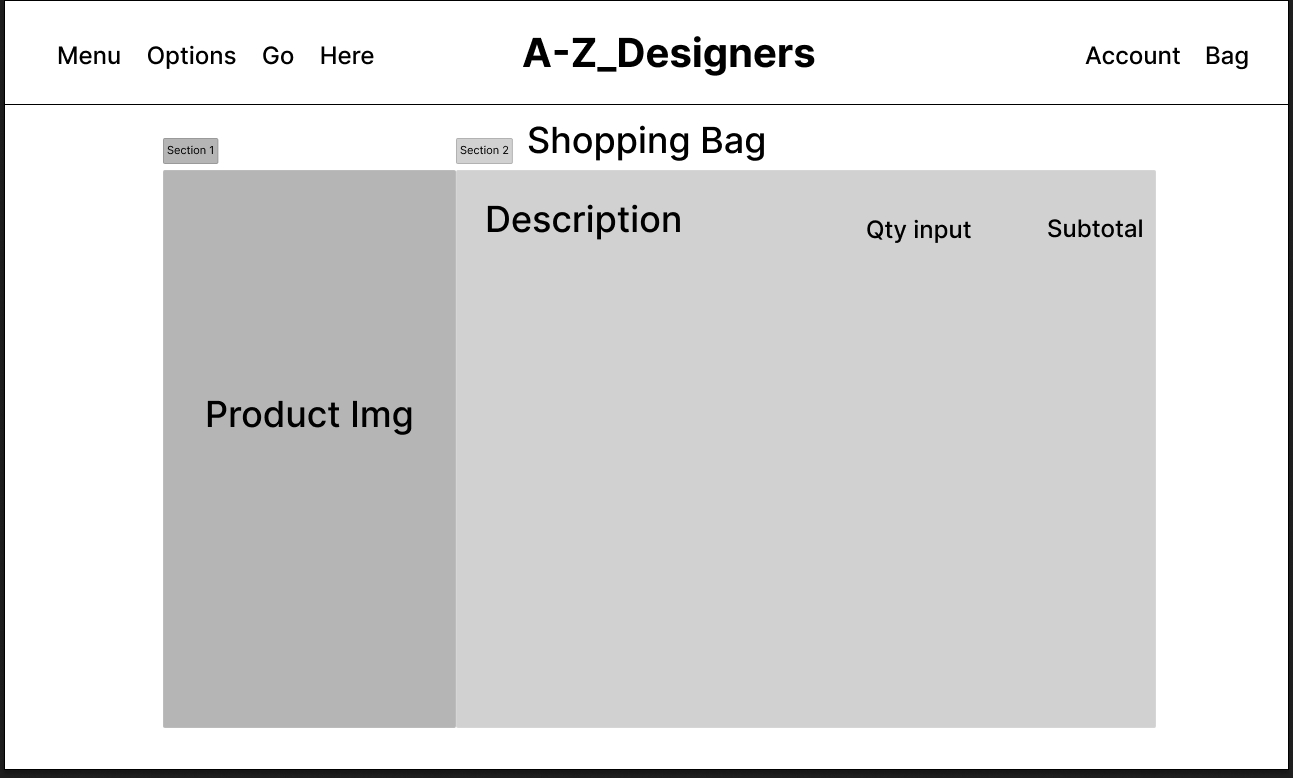 Menu Options Go Here A-Z_Designers Account Bag
Section 1 Section 2 Shopping Bag
Description Qty input Subtotal
Product Img